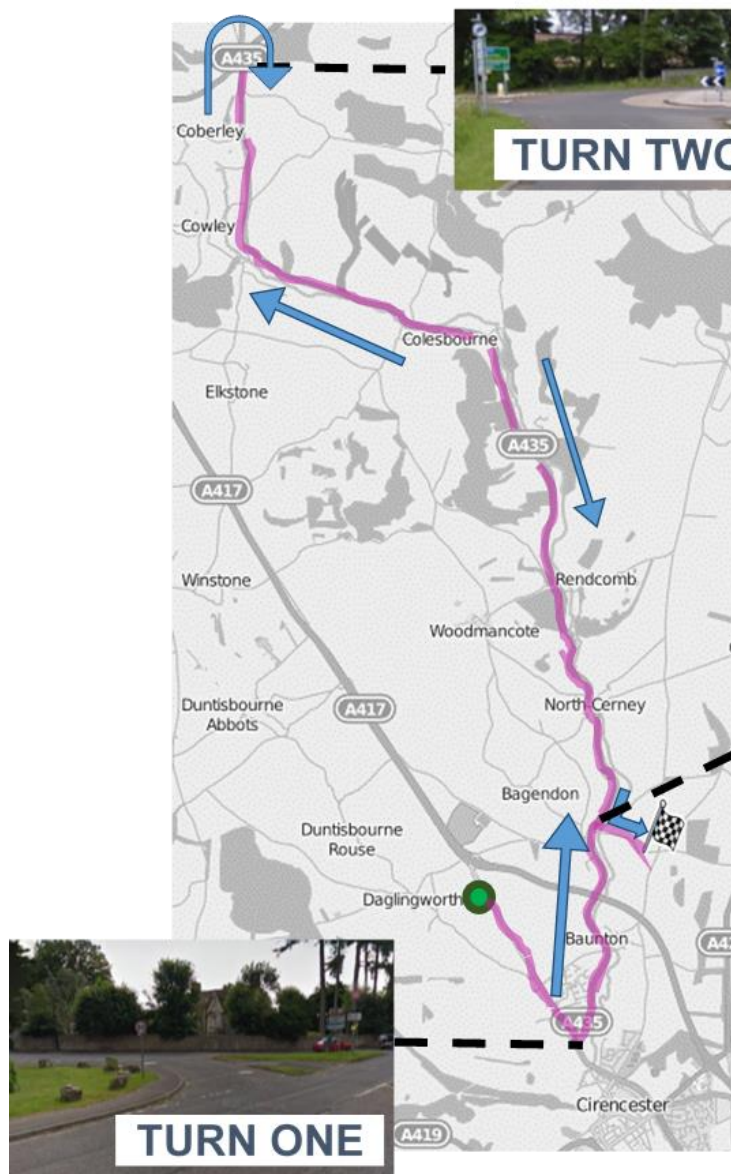 A435
Coberley
TURN TWO
Cowley
Colesbourne
Elkstone
A435
A417
Winstone
Rendcomb
Woodmancote
Duntisbourne
Abbots
A417
North Cerney
Bagendon
Duntisbourne
Rouse
Daglingworth
Baunton
A435
Cirencester
A419
TURN ONE